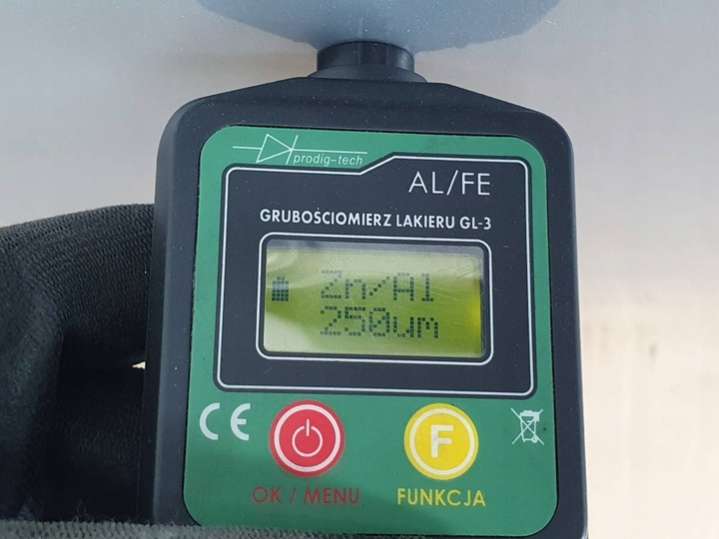 prodig-tech
AL/FE
GRUBOŚCIOMIERZ LAKIERU GL-3
Zn/Al
250um
CE
F
OK / MENU
FUNKCJA